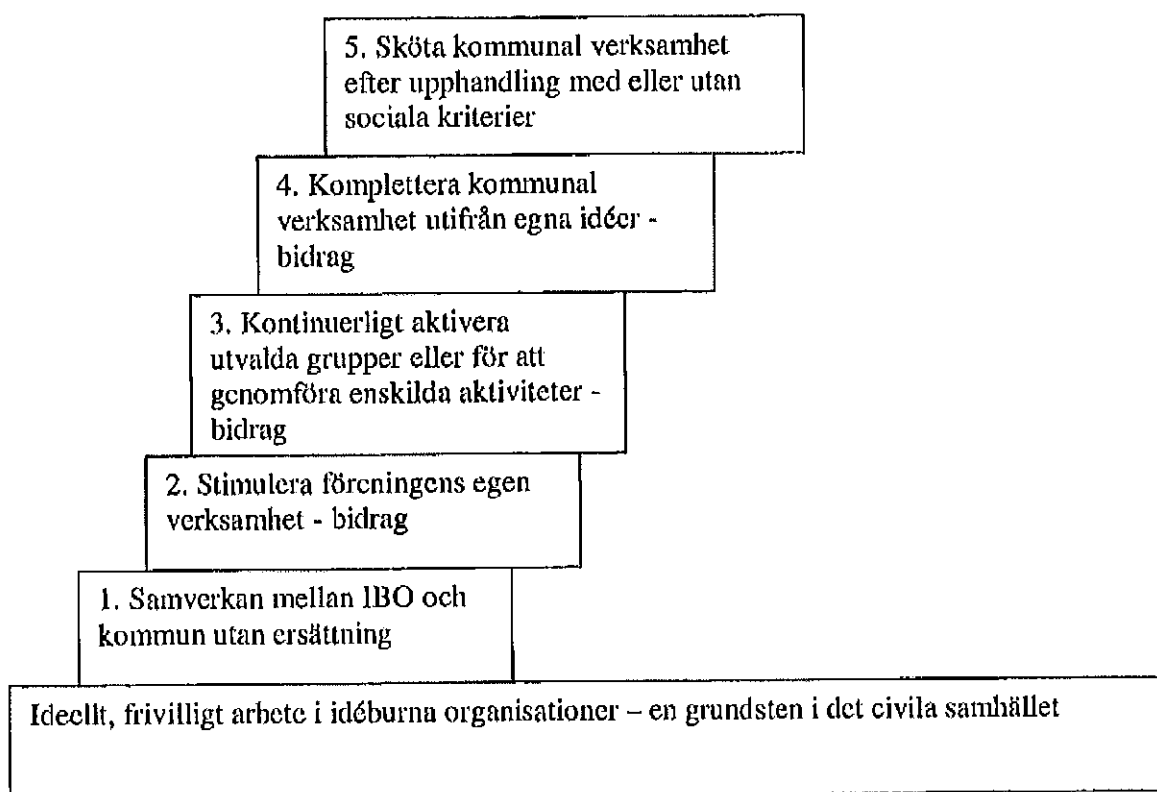 5. Sköta kommunal verksamhet
efter upphandling med eller utan
sociala kriterier
4. Komplettera kommunal
verksamhet utifrån egna idéer -
bidrag
3. Kontinuerligt aktivera
utvalda grupper eller för att
genomföra enskilda aktiviteter -
bidrag
2. Stimulera föreningens egen
verksamhet - bidrag
1. Samverkan mellan IBO och
kommun utan ersättning
Ideellt, frivilligt arbete i idéburna organisationer – en grundsten i det civila samhället